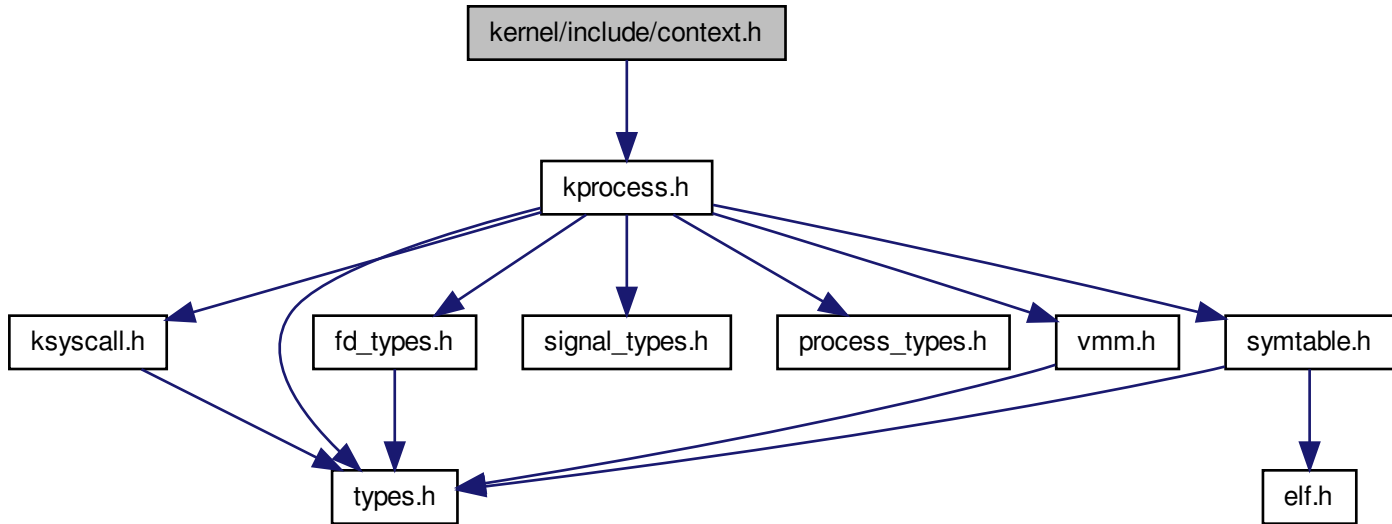 kernel/include/context.h
kprocess.h
ksyscall.h
fd_types.h
signal_types.h
process_types.h
vmm.h
symtable.h
types.h
elf.h